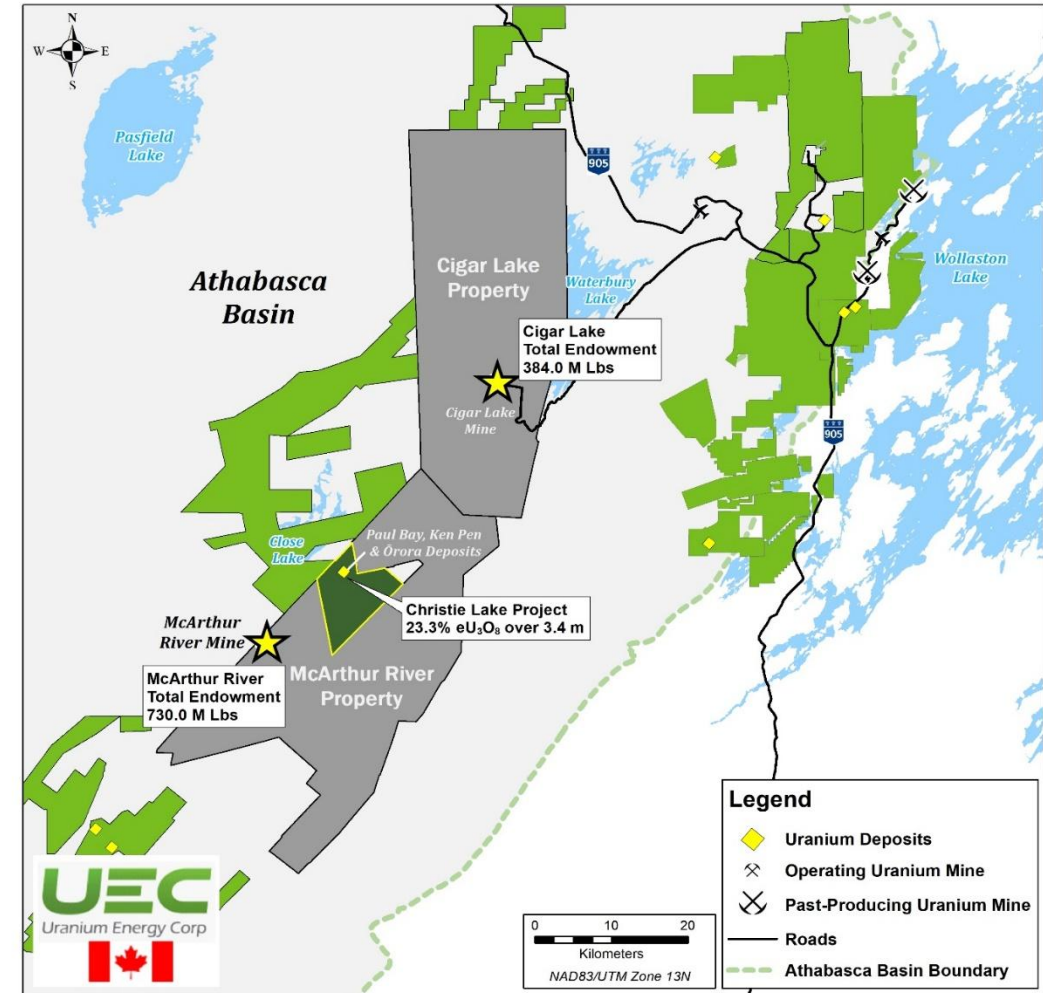 N
W
E
S
Pasfield
Lake
905
Athabasca
Basin
Cigar Lake
Property
Waterbury
Lake
Wollaston
Lake
Cigar Lake
Total Endowment
384.0 M Lbs
Cigar Lake
Mine
905
Paul Bay, Ken Pen
& Ōrora Deposits
Close
Lake
Christie Lake Project
23.3% eU₃O₈ over 3.4 m
McArthur
River Mine
McArthur River
Property
McArthur River
Total Endowment
730.0 M Lbs
Legend
Uranium Deposits
Operating Uranium Mine
Past-Producing Uranium Mine
Roads
Athabasca Basin Boundary
0 10 20
Kilometers
NAD83/UTM Zone 13N
UEC
Uranium Energy Corp